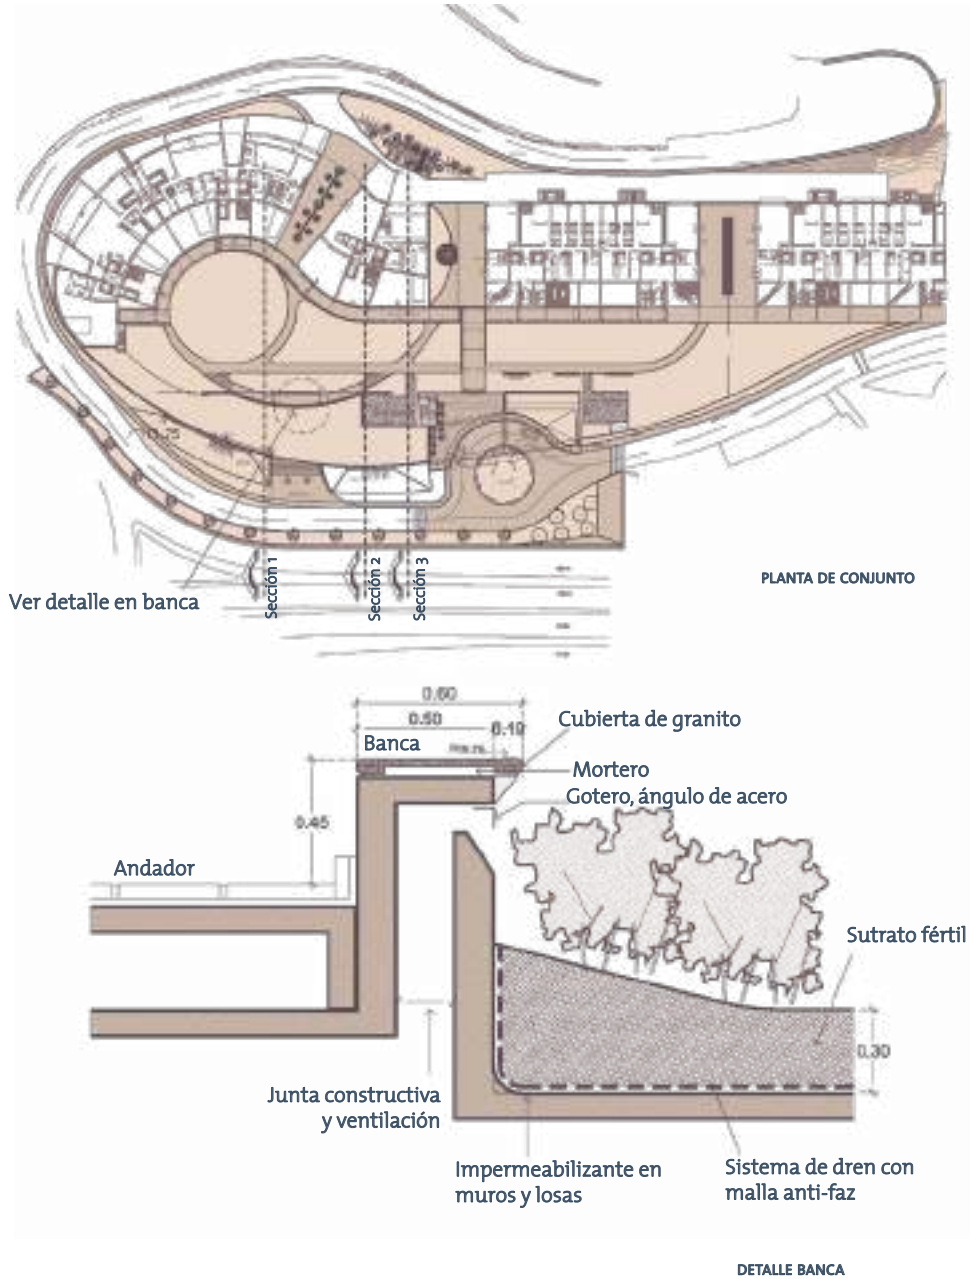 Sección 1
Sección 2
Sección 3
PLANTA DE CONJUNTO
Ver detalle en banca
0.60
0.50
0.10
Cubierta de granito
Banca
Mortero
Gotero, ángulo de acero
0.45
Andador
Sutrato fértil
0.30
Junta constructiva
y ventilación
Impermeabilizante en
muros y losas
Sistema de dren con
malla anti-faz
DETALLE BANCA